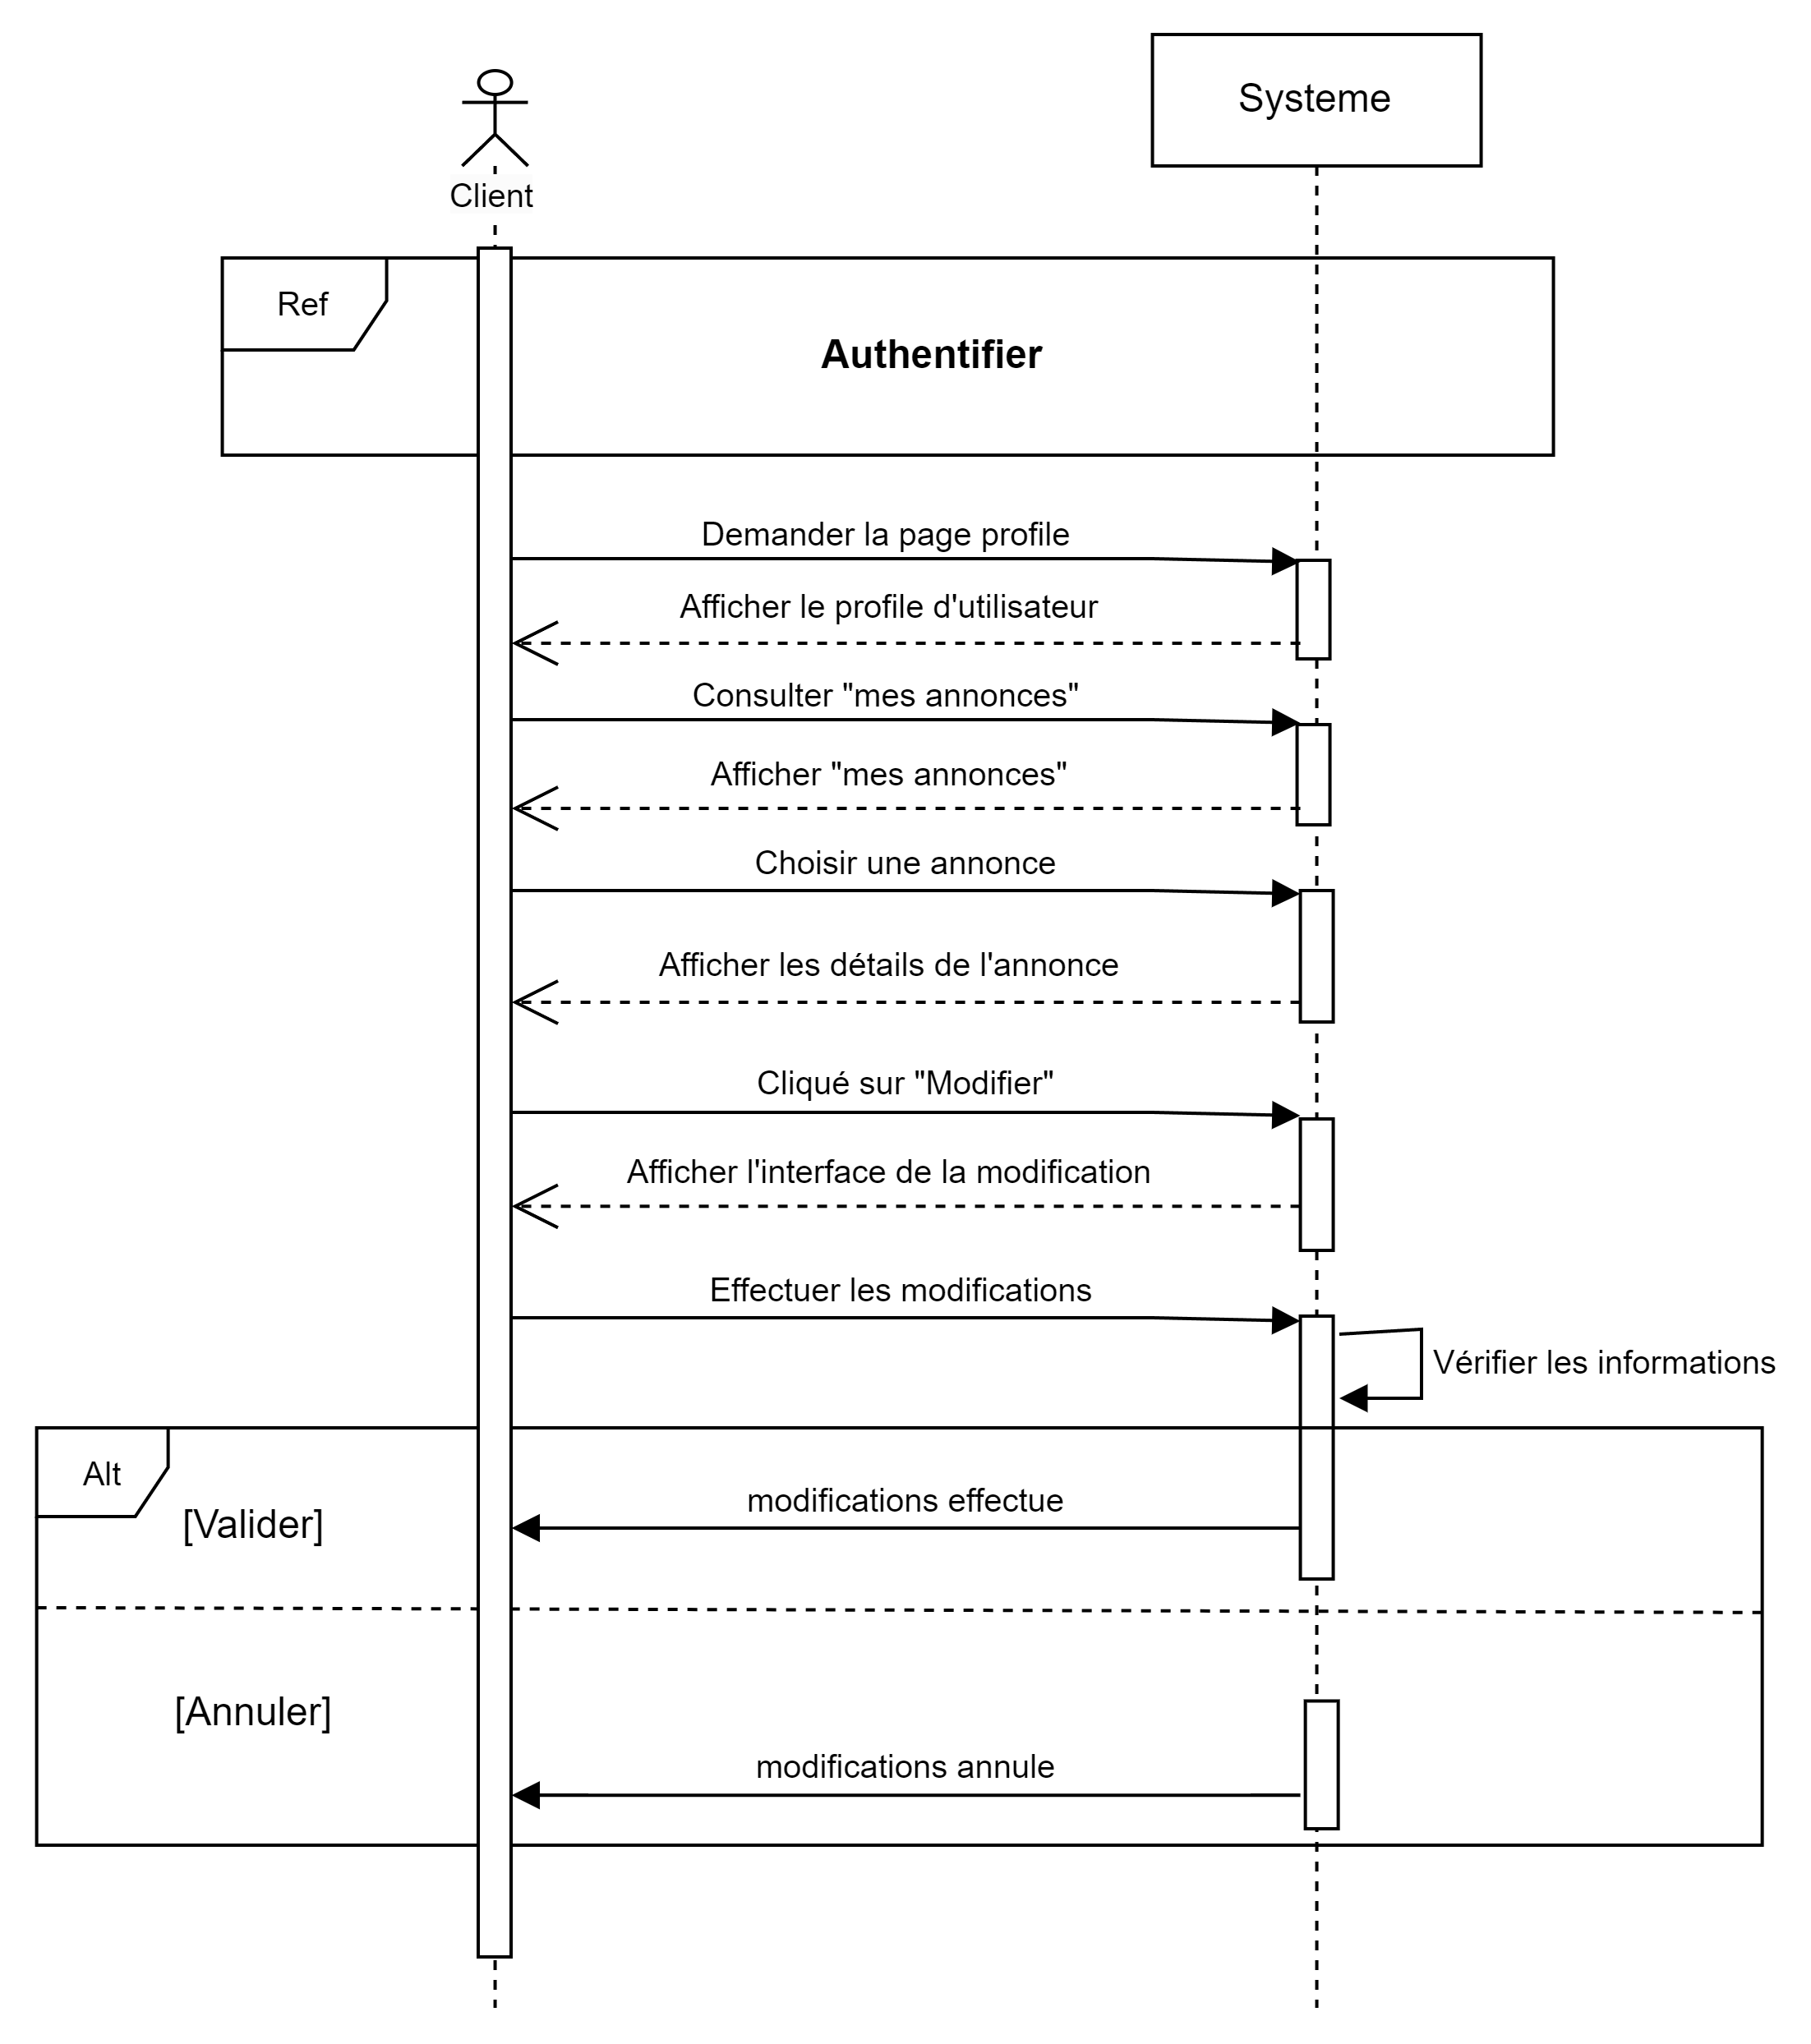 Systeme
Client
Ref
Authentifier
Demander la page profile
Afficher le profile d'utilisateur
Consulter "mes annonces"
Afficher "mes annonces"
Choisir une annonce
Afficher les détails de l'annonce
Cliqué sur "Modifier"
Afficher l'interface de la modification
Effectuer les modifications
Vérifier les informations
Alt
[Valider]
modifications effectue
[Annuler]
modifications annule